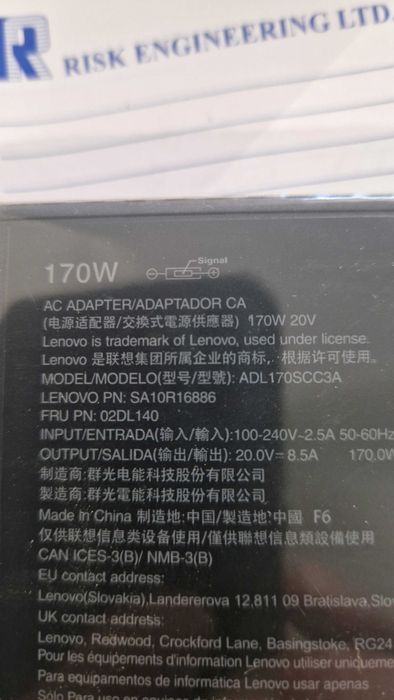 R RISK ENGINEERING LTD.
Signal
170W
AC ADAPTER/ADAPTADOR CA
(电源适配器/交換式電源供應器) 170W 20V
Lenovo is trademark of Lenovo, used under license.
Lenovo 是联想集团所属企业的商标，根据许可使用。
MODEL/MODELO(型号/型號): ADL170SCC3A
LENOVO PN: SA10R16886
FRU PN: 02DL140
INPUT/ENTRADA(输入/輸入):100-240V~2.5A 50-60Hz
OUTPUT/SALIDA(输出/輸出): 20.0V⎓8.5A 170.0W
制造商: 群光电能科技股份有限公司
製造商: 群光電能科技股份有限公司
Made in China 制造地:中国/製造地:中國 F6
仅供联想信息类设备使用/僅供聯想信息類設備使用
CAN ICES-3(B)/ NMB-3(B)
EU contact address:
Lenovo(Slovakia),Landererova 12,811 09 Bratislava,Slo
UK contact address:
Lenovo, Redwood, Crockford Lane, Basingstoke, RG24
Pour les équipements d'information Lenovo utiliser uniqueme
Para equipamentos de informática Lenovo usar apenas
Sólo Para uso en equipos de